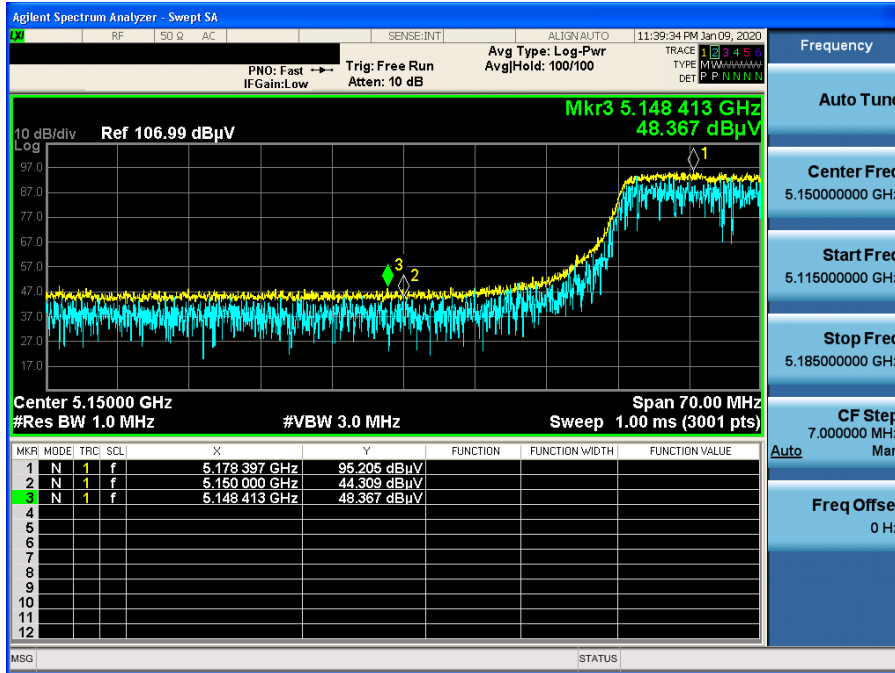 Agilent Spectrum Analyzer - Swept SA
LXI RF 50 Ω AC SENSE:INT ALIGN AUTO 11:39:34 PM Jan 09, 2020
PNO: Fast Trig: Free Run Avg Type: Log-Pwr TRACE 1 2 3 4 5 6
IFGain:Low Atten: 10 dB Avg|Hold: 100/100 TYPE M W
DET P P N N N N
Mkr3 5.148 413 GHz
48.367 dBµV
10 dB/div Ref 106.99 dBµV
Log
97.0
87.0
77.0
67.0
57.0
47.0
37.0
27.0
17.0
1
3
2
Center 5.15000 GHz Span 70.00 MHz
#Res BW 1.0 MHz #VBW 3.0 MHz Sweep 1.00 ms (3001 pts)
MKR MODE TRC SCL X Y FUNCTION FUNCTION WIDTH FUNCTION VALUE
1 N 1 f 5.178 397 GHz 95.205 dBµV
2 N 1 f 5.150 000 GHz 44.309 dBµV
3 N 1 f 5.148 413 GHz 48.367 dBµV
4
5
6
7
8
9
10
11
12
MSG STATUS
Frequency
Auto Tune
Center Freq
5.150000000 GHz
Start Freq
5.115000000 GHz
Stop Freq
5.185000000 GHz
CF Step
7.000000 MHz
Auto Man
Freq Offset
0 Hz